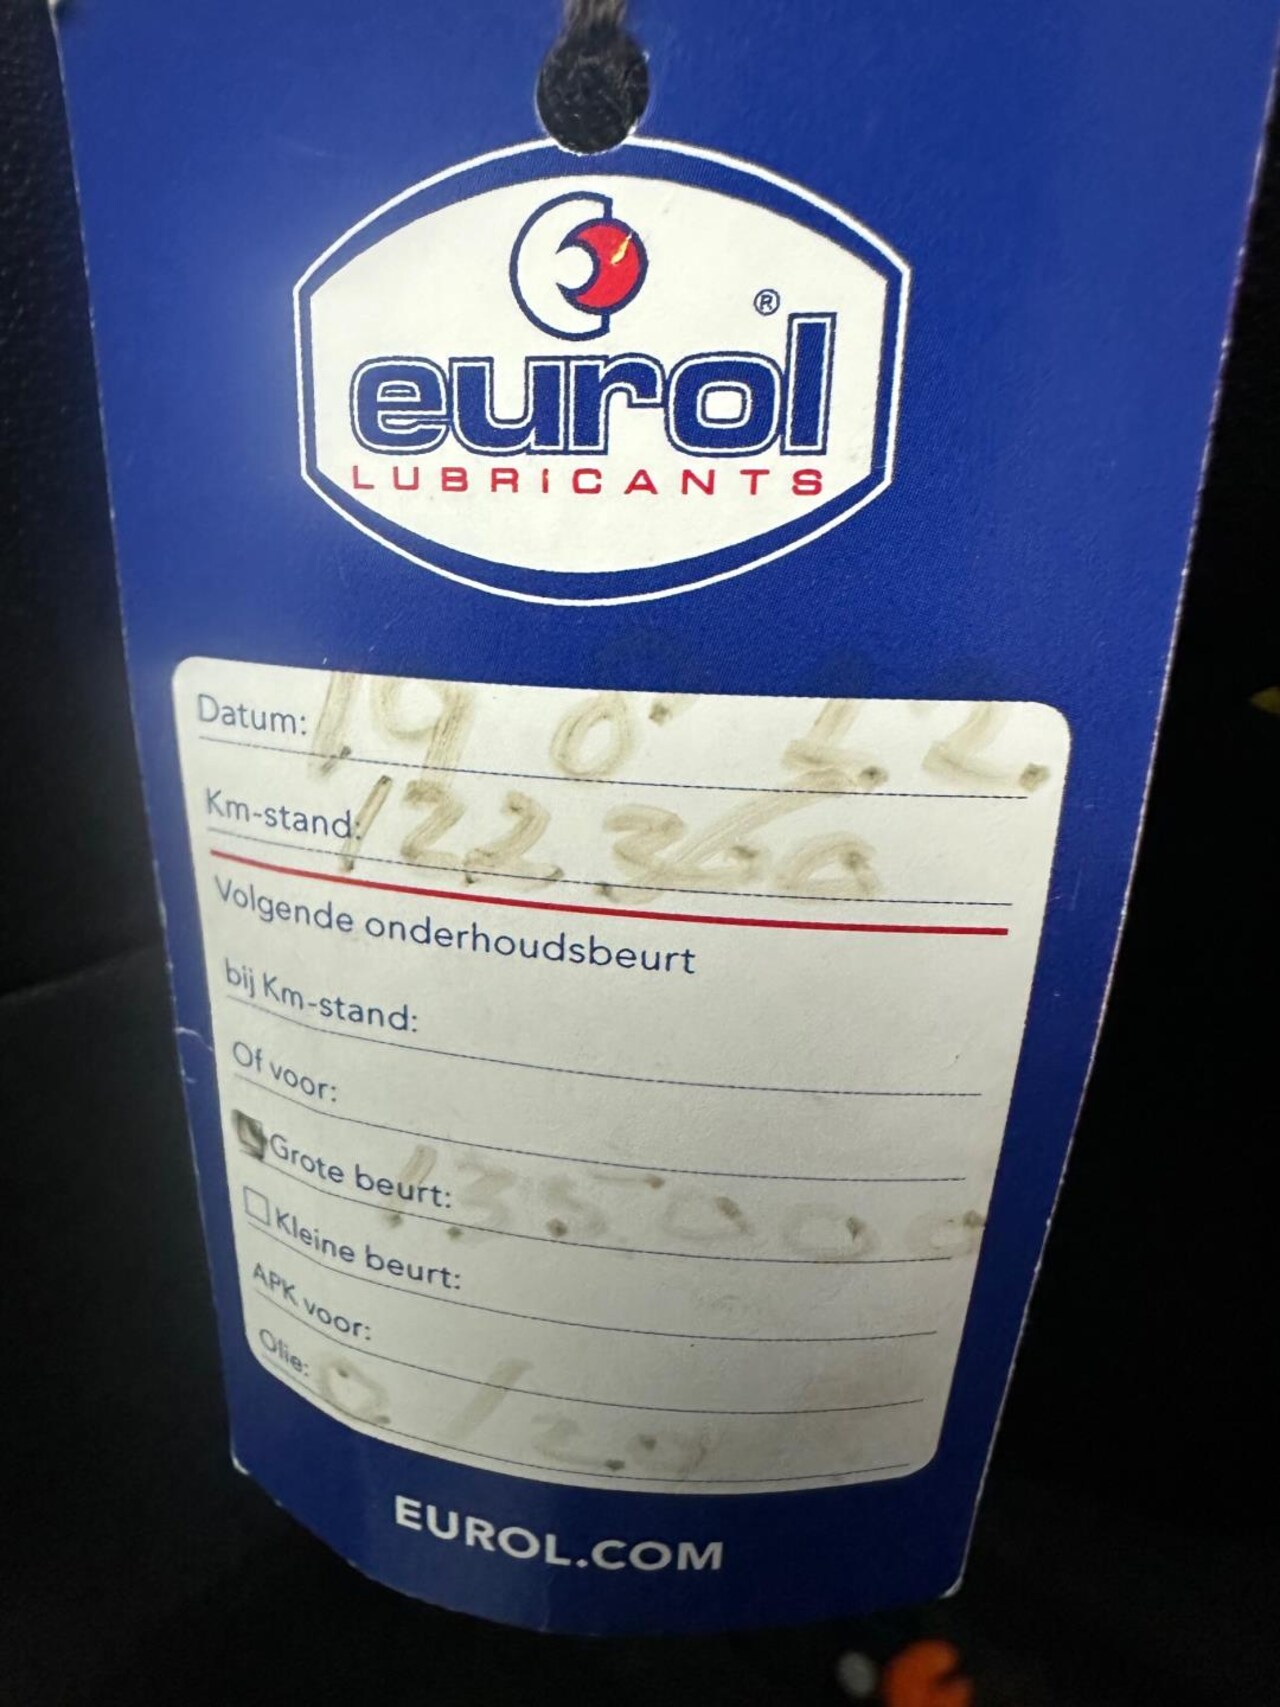 eurol®
LUBRICANTS
Datum: 19 8 22
Km-stand: 122360
Volgende onderhoudsbeurt
bij Km-stand:
Of voor:
Grote beurt: 135000
Kleine beurt:
APK voor:
Olie:
EUROL.COM